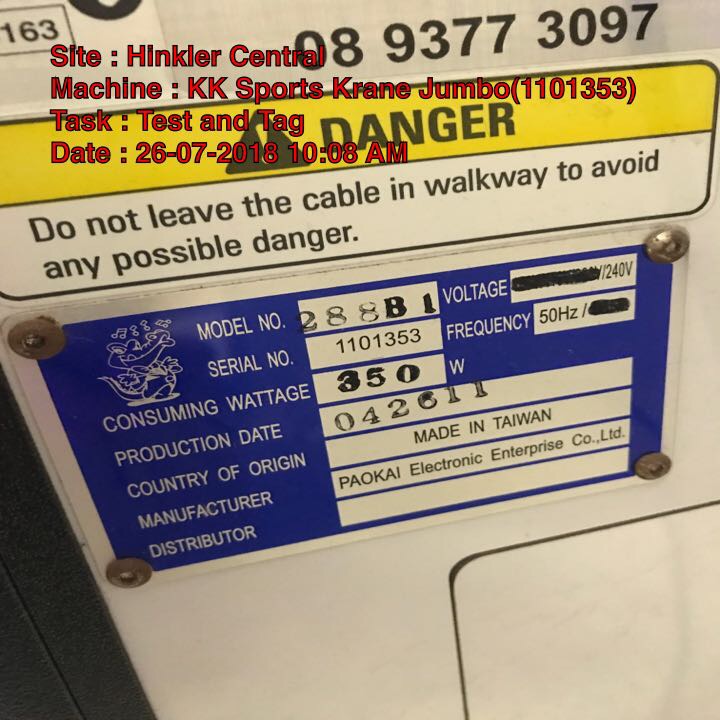 163
08 9377 3097
Site : Hinkler Central
Machine : KK Sports Krane Jumbo(1101353)
Task : Test and Tag
Date : 26-07-2018 10:08 AM
DANGER
Do not leave the cable in walkway to avoid
any possible danger.
MODEL NO. 288B1
VOLTAGE V/240V
SERIAL NO. 1101353
FREQUENCY 50Hz /
CONSUMING WATTAGE 350 W
PRODUCTION DATE 042611
COUNTRY OF ORIGIN MADE IN TAIWAN
MANUFACTURER PAOKAI Electronic Enterprise Co.,Ltd.
DISTRIBUTOR